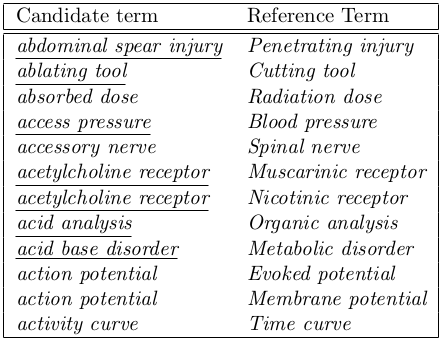 Candidate term Reference Term
abdominal spear injury Penetrating injury
ablating tool Cutting tool
absorbed dose Radiation dose
access pressure Blood pressure
accessory nerve Spinal nerve
acetylcholine receptor Muscarinic receptor
acetylcholine receptor Nicotinic receptor
acid analysis Organic analysis
acid base disorder Metabolic disorder
action potential Evoked potential
action potential Membrane potential
activity curve Time curve